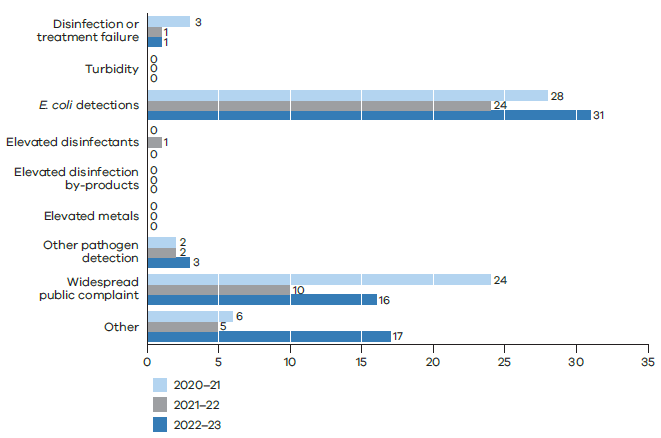 Disinfection or
treatment failure
3
1
1
Turbidity
0
0
0
E. coli detections
28
24
31
Elevated disinfectants
0
1
0
Elevated disinfection
by-products
0
0
0
Elevated metals
0
0
0
Other pathogen
detection
2
2
3
Widespread
public complaint
24
10
16
Other
6
5
17
0 5 10 15 20 25 30 35
2020–21
2021–22
2022–23